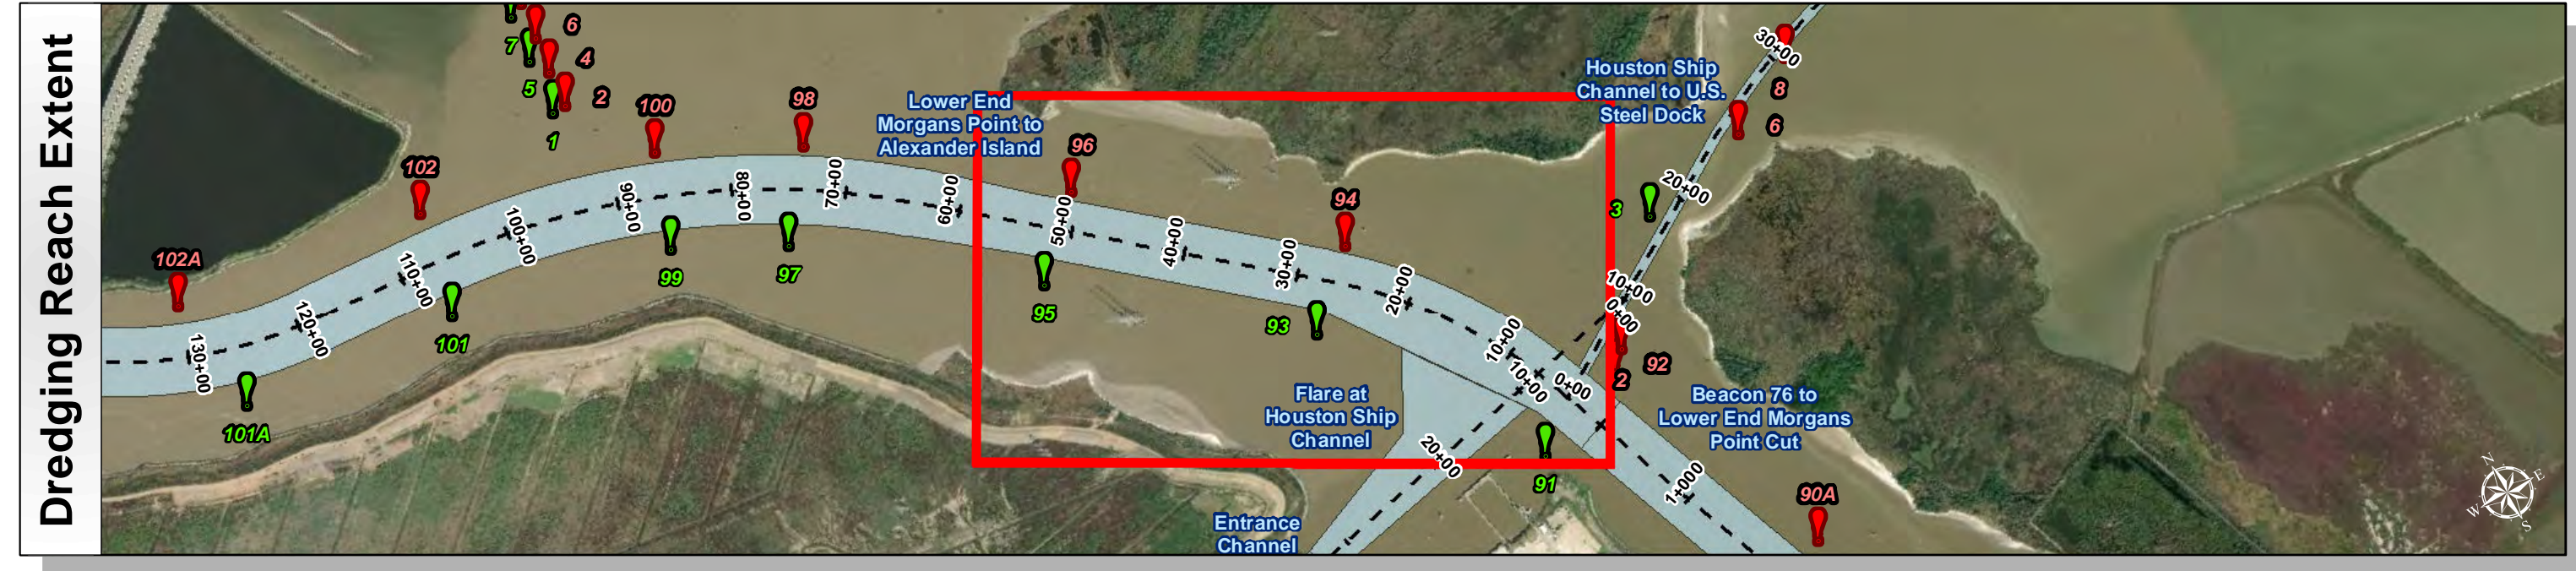 Dredging Reach Extent
7
6
4
5
2
1
100
98
102
102A
99
97
101
101A
130+00
120+00
110+00
100+00
90+00
80+00
70+00
60+00
Lower End
Morgans Point to
Alexander Island
96
50+00
40+00
95
94
30+00
93
20+00
10+00
Houston Ship
Channel to U.S.
Steel Dock
30+00
8
6
20+00
3
10+00
0+00
92
2
10+00
0+00
Flare at
Houston Ship
Channel
20+00
91
Entrance
Channel
Beacon 76 to
Lower End Morgans
Point Cut
1+000
90A
N
E
W
S